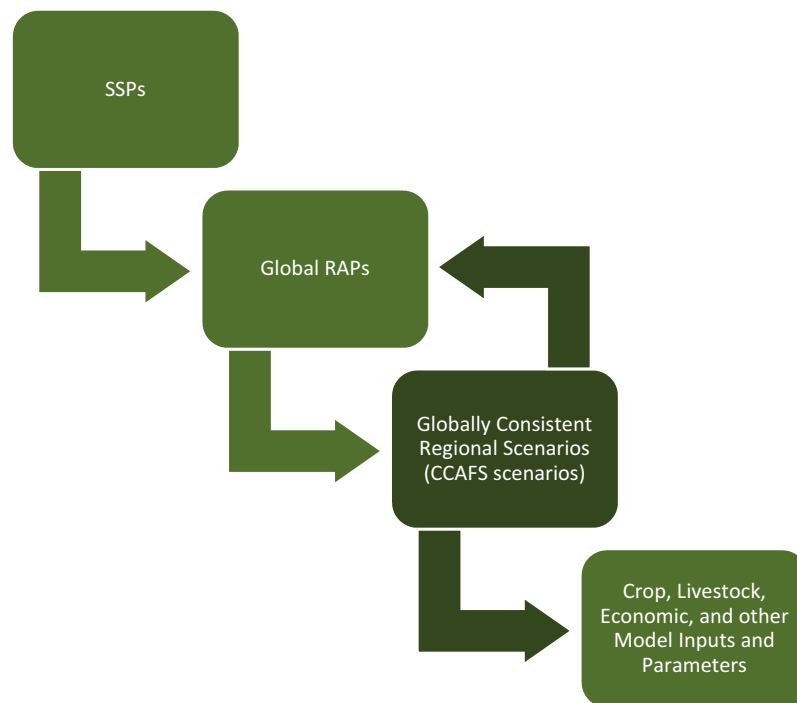 SSPs
Global RAPs
Globally Consistent
Regional Scenarios
(CCAFS scenarios)
Crop, Livestock,
Economic, and other
Model Inputs and
Parameters